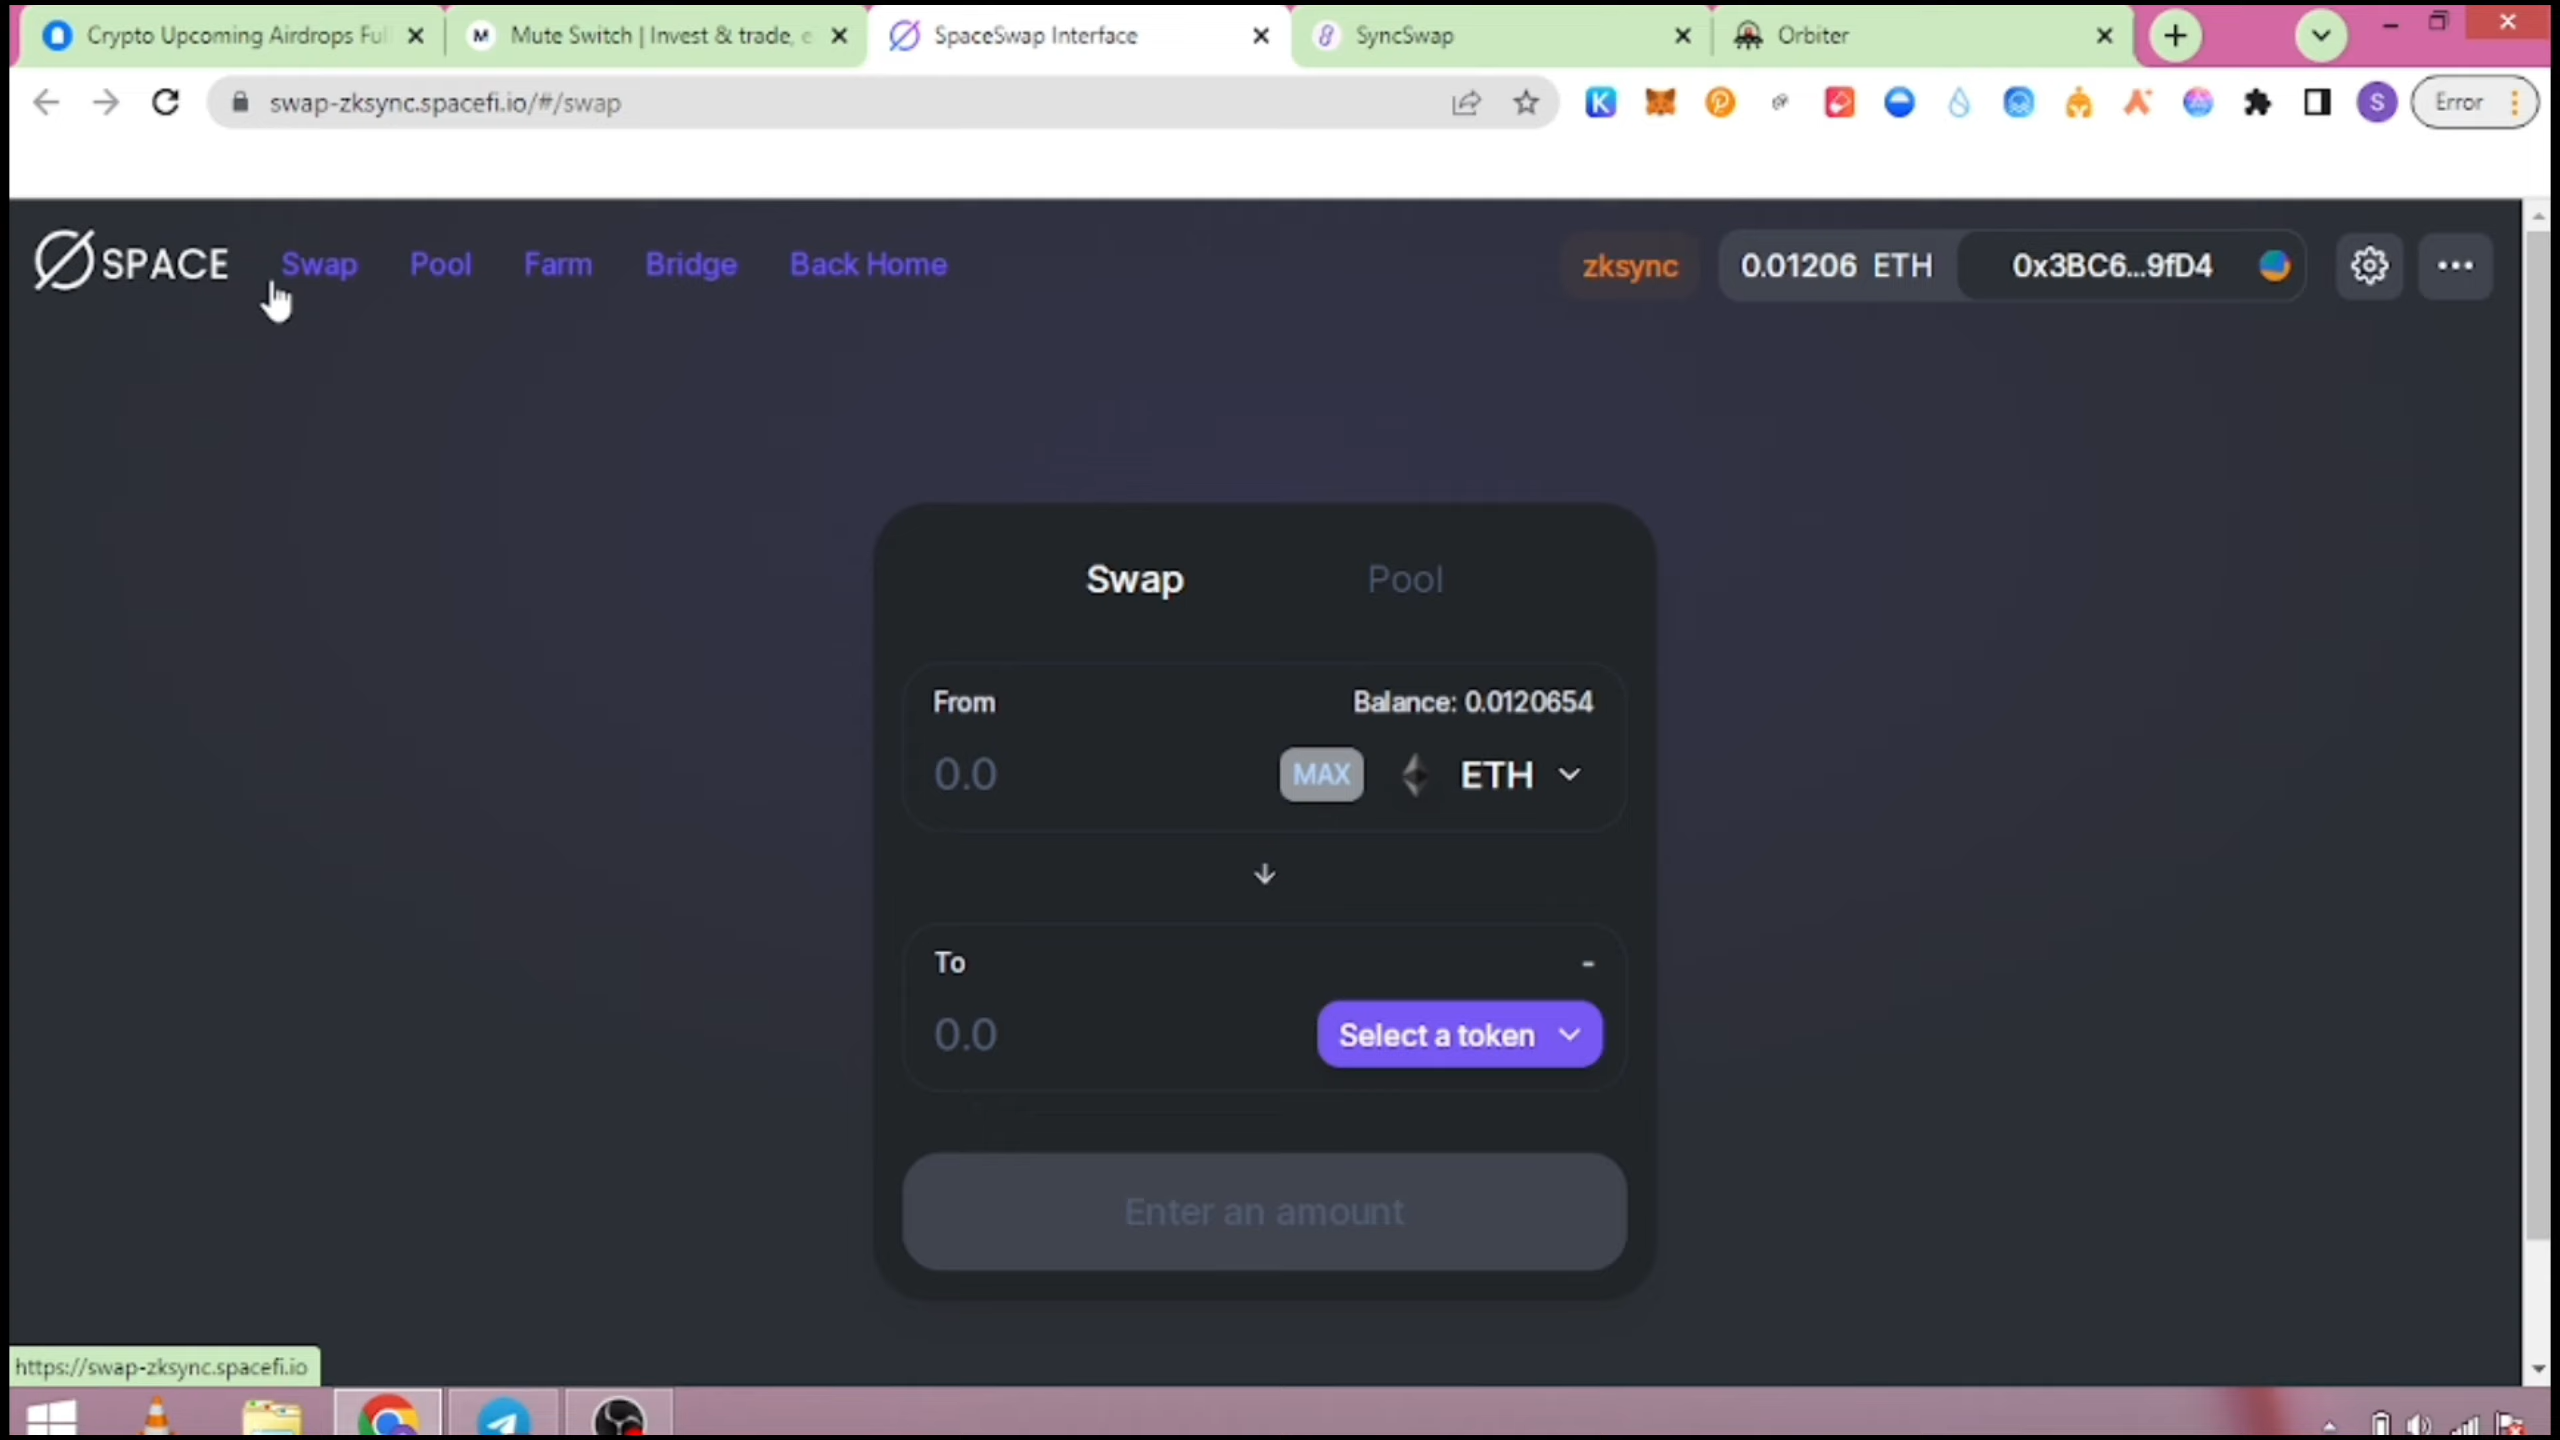 Crypto Upcoming Airdrops Ful
Mute Switch | Invest & trade, e
SpaceSwap Interface
SyncSwap
Orbiter
swap-zksync.spacefi.io/#/swap
S
Error
SPACE
Swap
Pool
Farm
Bridge
Back Home
zksync
0.01206 ETH
0x3BC6...9fD4
Swap
Pool
From
Balance: 0.0120654
0.0
MAX
ETH
To
-
0.0
Select a token
Enter an amount
https://swap-zksync.spacefi.io